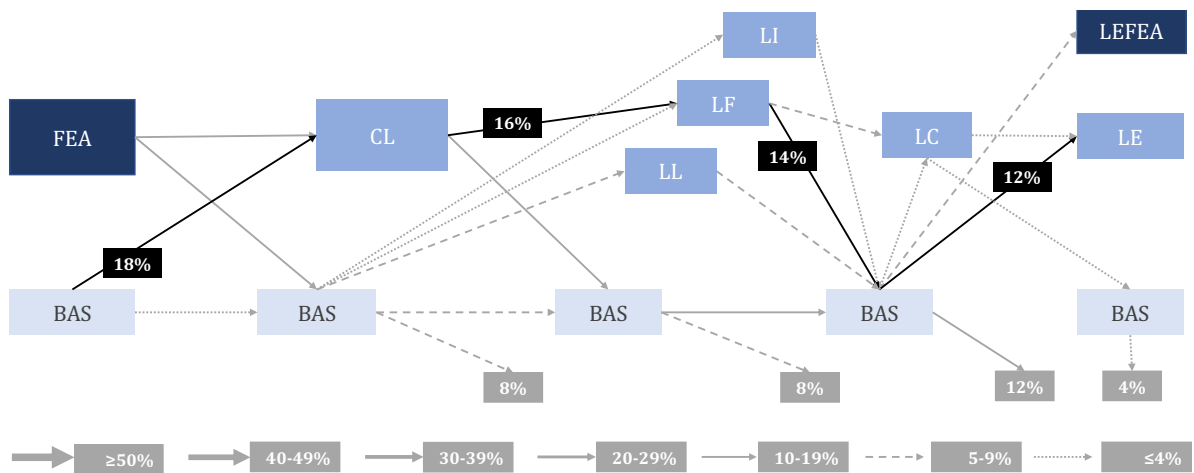 LI
LEFEA
FEA
CL
16%
LF
LC
LE
14%
LL
12%
18%
BAS
BAS
BAS
BAS
BAS
8%
8%
12%
4%
≥50%
40-49%
30-39%
20-29%
10-19%
5-9%
≤4%